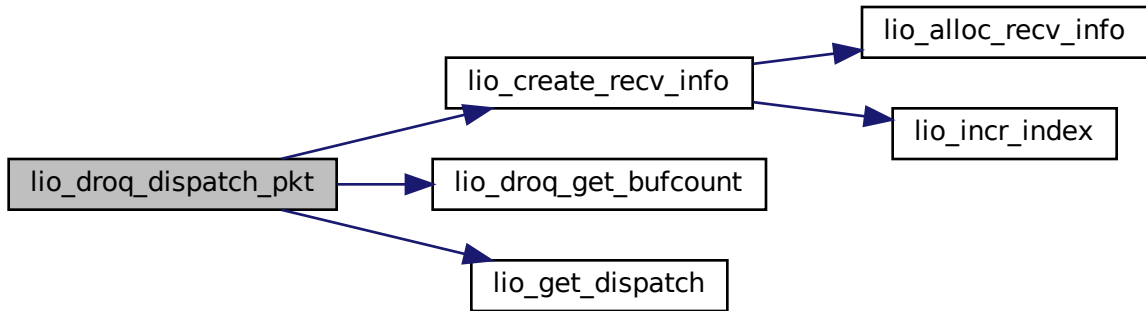 lio_droq_dispatch_pkt
lio_create_recv_info
lio_droq_get_bufcount
lio_get_dispatch
lio_alloc_recv_info
lio_incr_index